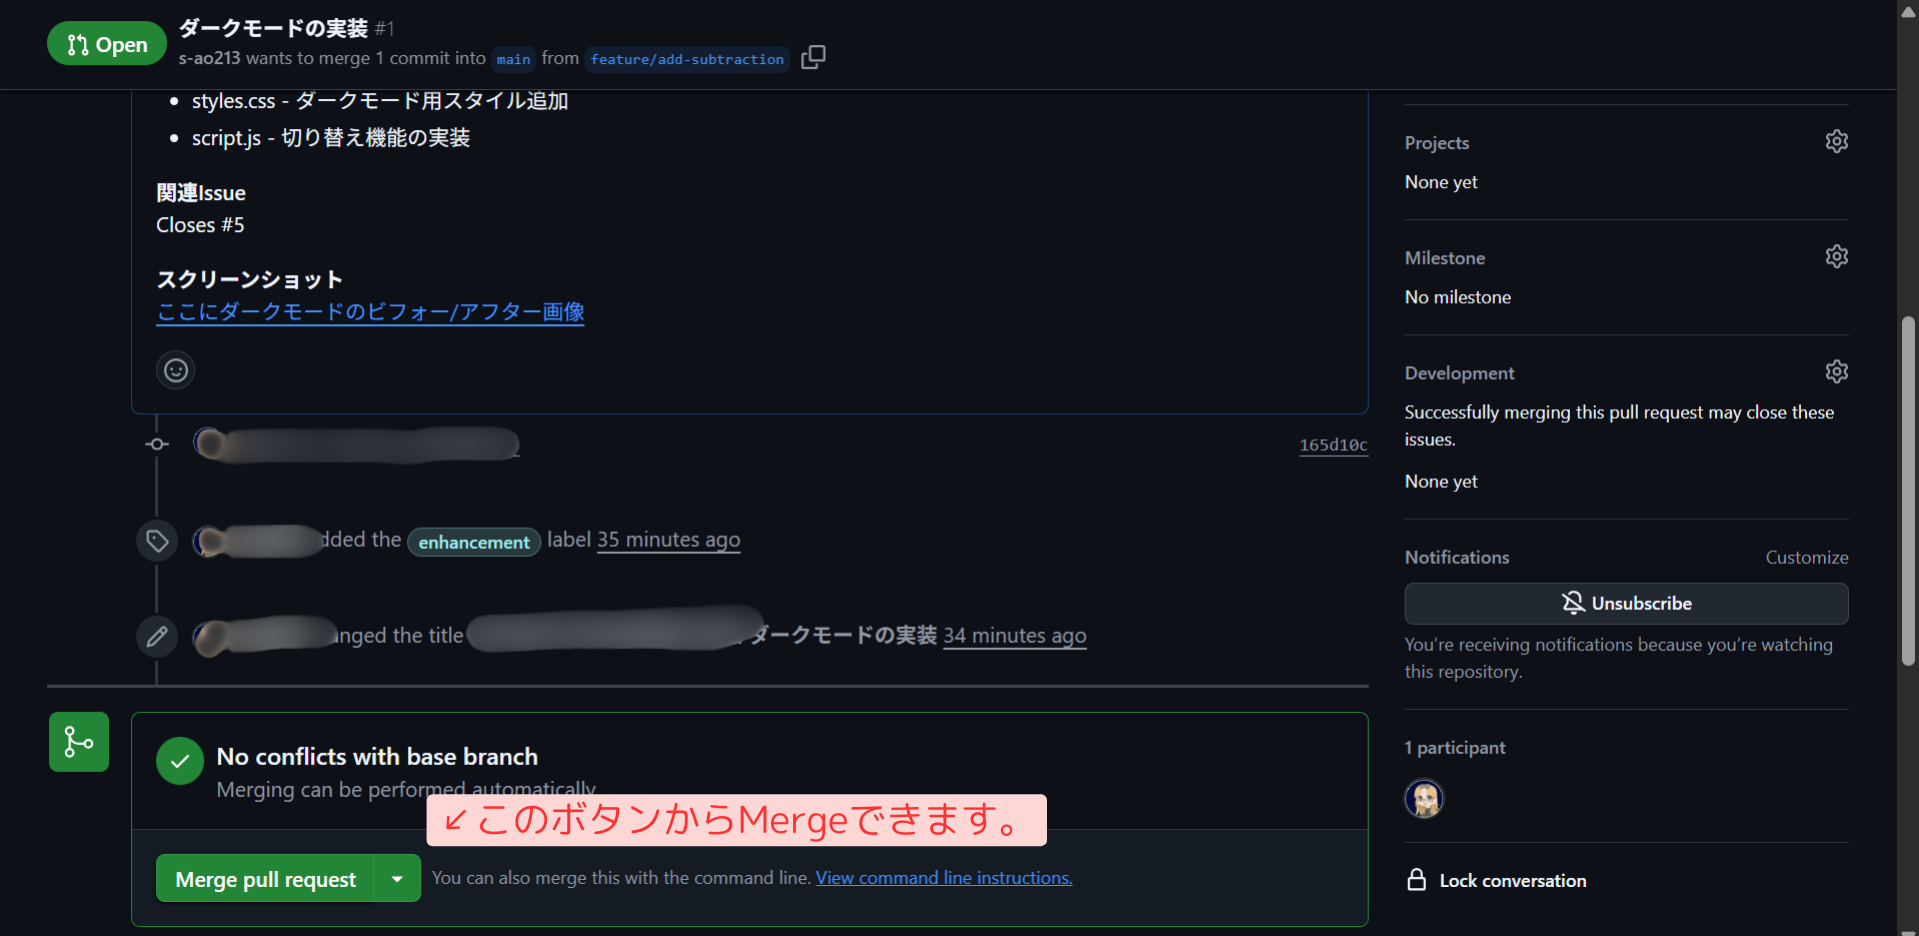 Open
ダークモードの実装 #1
s-ao213 wants to merge 1 commit into main from feature/add-subtraction
• styles.css - ダークモード用スタイル追加
• script.js - 切り替え機能の実装
関連Issue
Closes #5
スクリーンショット
ここにダークモードのビフォー/アフター画像
165d10c
dded the enhancement label 35 minutes ago
nged the title ダークモードの実装 34 minutes ago
No conflicts with base branch
Merging can be performed automatically
↙このボタンからMergeできます。
Merge pull request
You can also merge this with the command line. View command line instructions.
Projects
None yet
Milestone
No milestone
Development
Successfully merging this pull request may close these
issues.
None yet
Notifications
Customize
Unsubscribe
You're receiving notifications because you're watching
this repository.
1 participant
Lock conversation